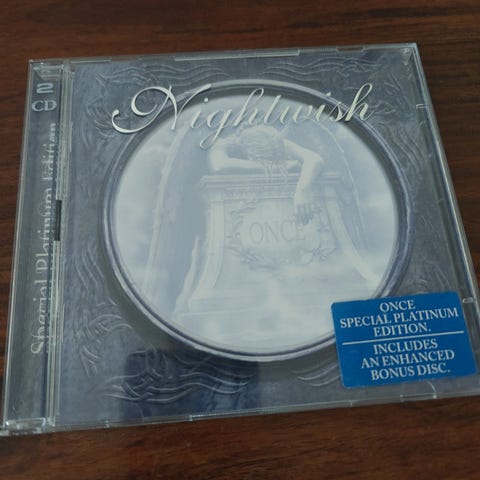 2
CD
Special Platinum Edition
Nightwish
ONCE
ONCE
SPECIAL PLATINUM
EDITION.
INCLUDES
AN ENHANCED
BONUS DISC.